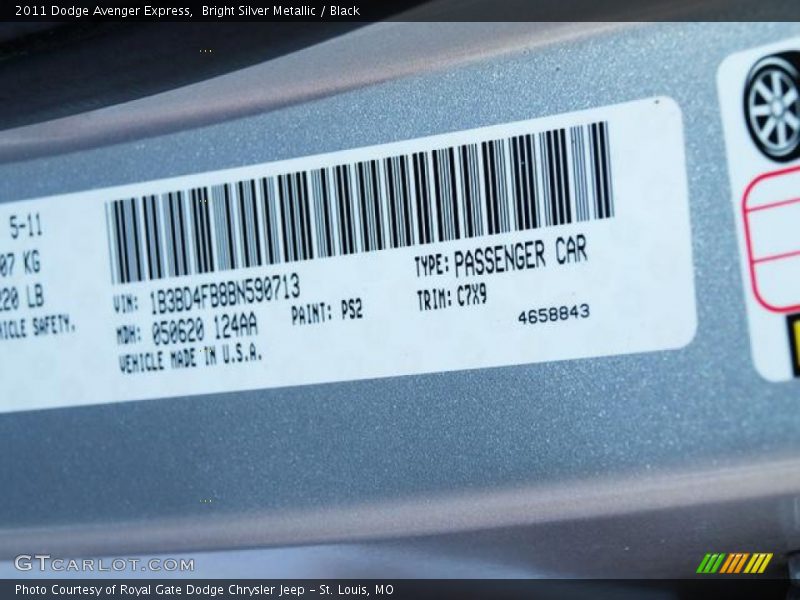 2011 Dodge Avenger Express,  Bright Silver Metallic / Black
5-11
07 KG
220 LB
SAFETY.
VIN: 1B3BD4FB8BN590713
TYPE: PASSENGER CAR
MDH: 050620 124AA
PAINT: PS2
TRIM: C7X9
VEHICLE MADE IN U.S.A.
4658843
GTCARLOT.COM
Photo Courtesy of Royal Gate Dodge Chrysler Jeep – St. Louis, MO